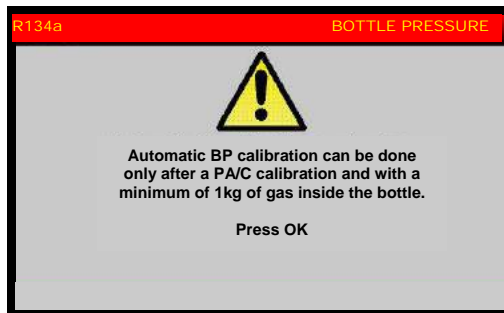 R134a BOTTLE PRESSURE
Automatic BP calibration can be done
only after a PA/C calibration and with a
minimum of 1kg of gas inside the bottle.
Press OK